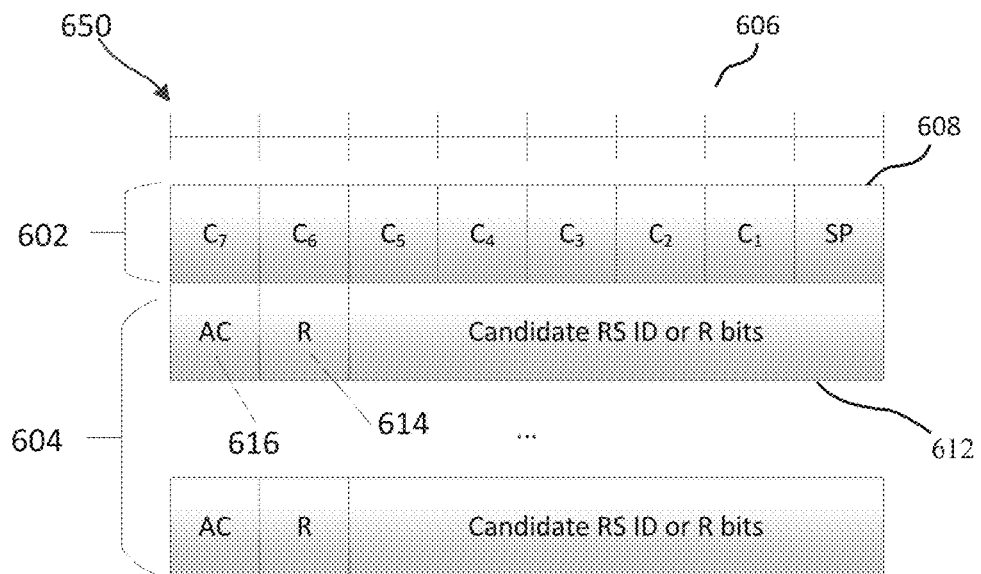 650
606
608
602
C₇ C₆ C₅ C₄ C₃ C₂ C₁ SP
AC R Candidate RS ID or R bits
604
616 614 ... 612
AC R Candidate RS ID or R bits